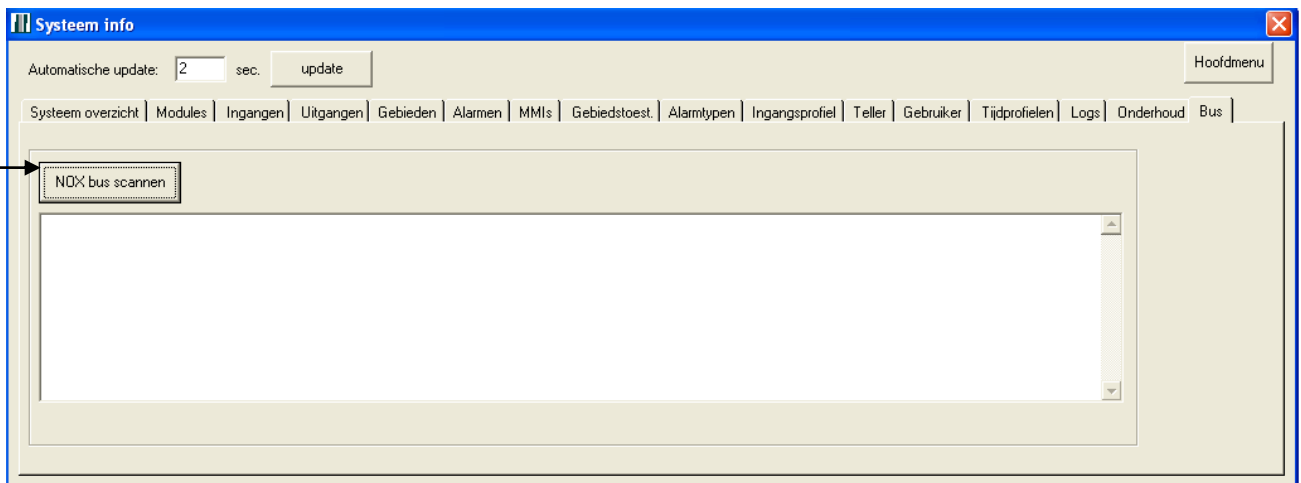 Systeem info
Automatische update: 2 sec. update Hoofdmenu
Systeem overzicht Modules Ingangen Uitgangen Gebieden Alarmen MMIs Gebiedstoest. Alarmtypen Ingangsprofiel Teller Gebruiker Tijdprofielen Logs Onderhoud Bus
NOX bus scannen